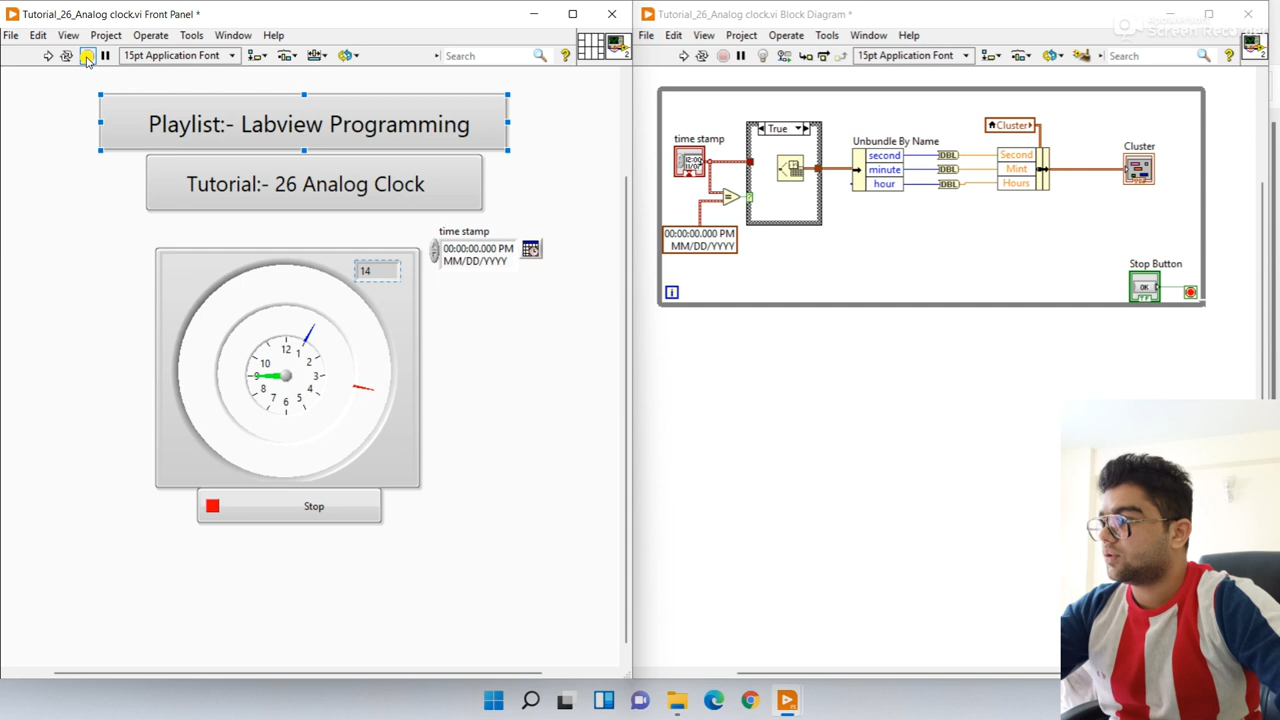 Tutorial_26_Analog clock.vi Front Panel *
File Edit View Project Operate Tools Window Help
15pt Application Font
Search
Playlist:- Labview Programming
Tutorial:- 26 Analog Clock
time stamp
00:00:00.000 PM
MM/DD/YYYY
14
12
1
2
3
4
5
6
7
8
9
10
Stop
Tutorial_26_Analog clock.vi Block Diagram *
File Edit View Project Operate Tools Window Help
15pt Application Font
Search
Apowersoft
Screen Recorder
time stamp
True
Unbundle By Name
second
minute
hour
DBL
DBL
DBL
Cluster
Second
Mint
Hours
Cluster
00:00:00.000 PM
MM/DD/YYYY
Stop Button
OK
i